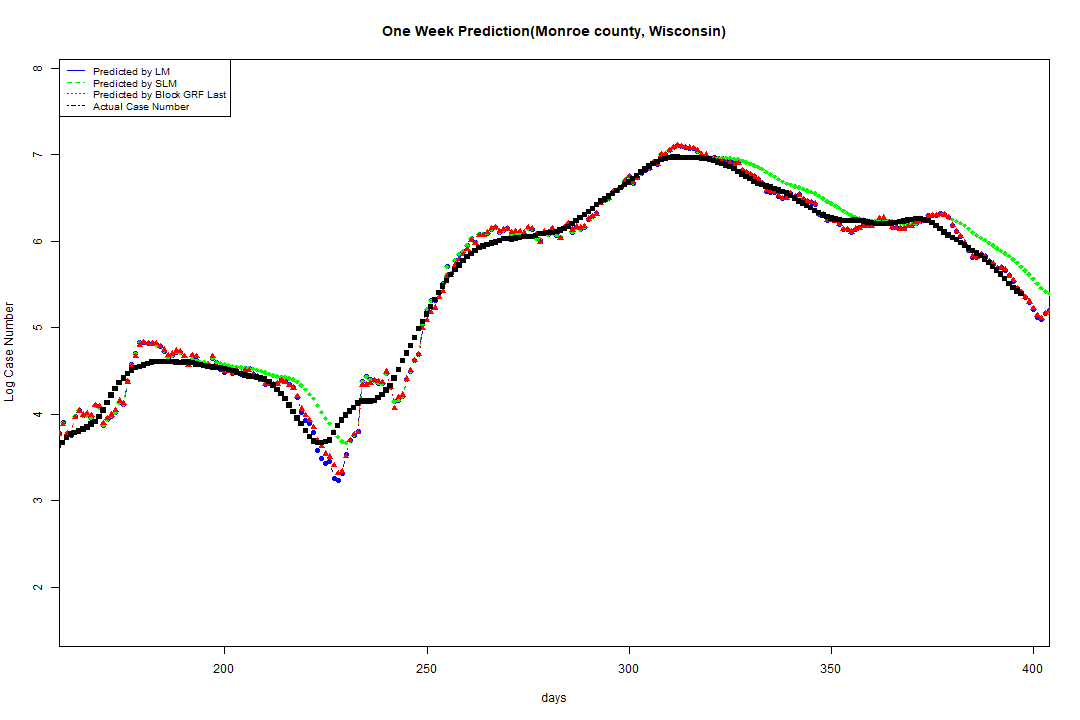 One Week Prediction(Monroe county, Wisconsin)
Predicted by LM
Predicted by SLM
Predicted by Block GRF Last
Actual Case Number
8
7
6
5
4
3
2
Log Case Number
200 250 300 350 400
days